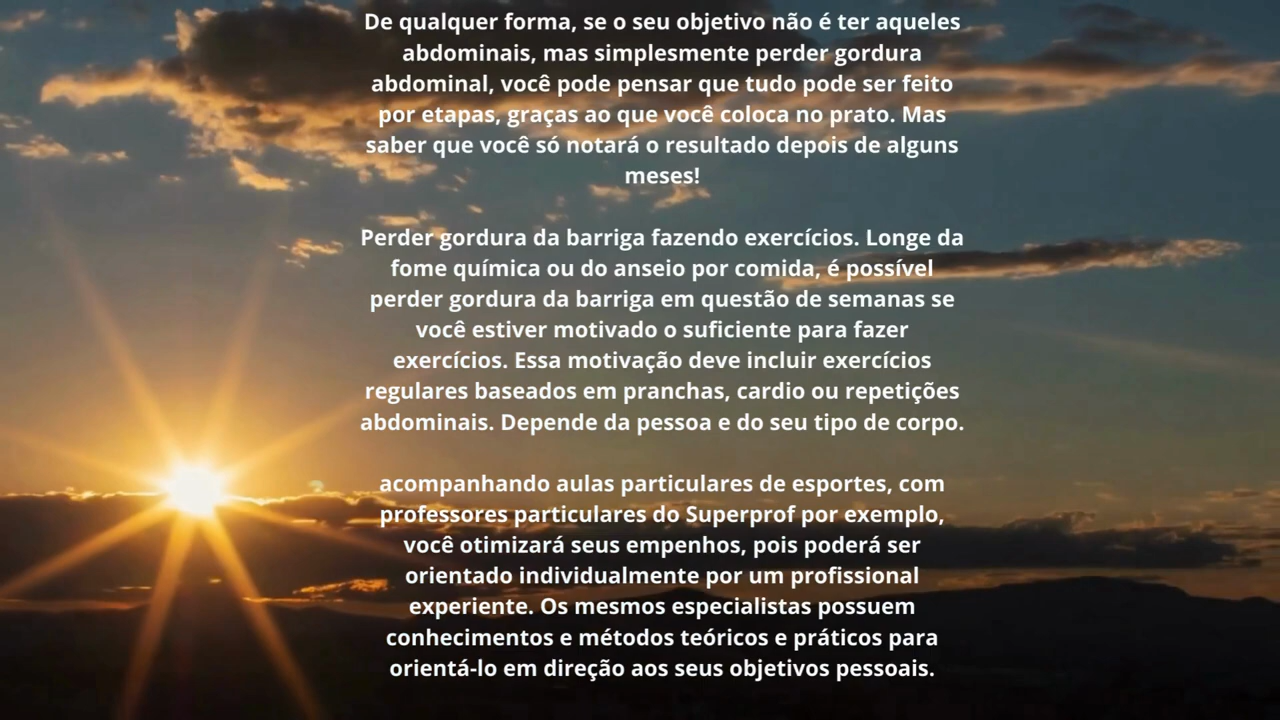 De qualquer forma, se o seu objetivo não é ter aqueles
abdominais, mas simplesmente perder gordura
abdominal, você pode pensar que tudo pode ser feito
por etapas, graças ao que você coloca no prato. Mas
saber que você só notará o resultado depois de alguns
meses!
Perder gordura da barriga fazendo exercícios. Longe da
fome química ou do anseio por comida, é possível
perder gordura da barriga em questão de semanas se
você estiver motivado o suficiente para fazer
exercícios. Essa motivação deve incluir exercícios
regulares baseados em pranchas, cardio ou repetições
abdominais. Depende da pessoa e do seu tipo de corpo.
acompanhando aulas particulares de esportes, com
professores particulares do Superprof por exemplo,
você otimizará seus empenhos, pois poderá ser
orientado individualmente por um profissional
experiente. Os mesmos especialistas possuem
conhecimentos e métodos teóricos e práticos para
orientá-lo em direção aos seus objetivos pessoais.